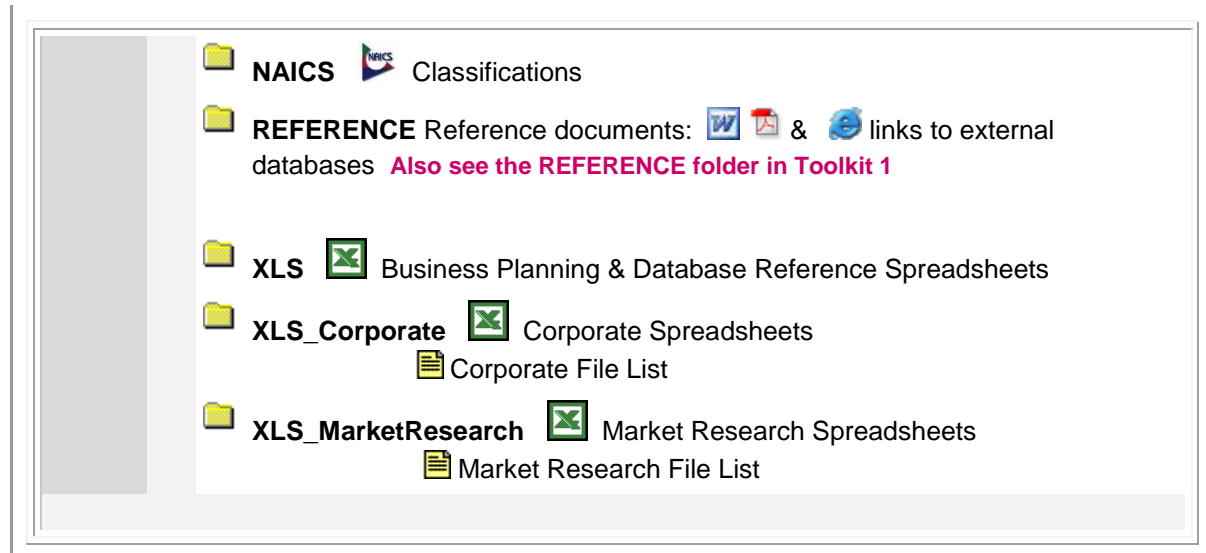 NAICS NAICS Classifications
REFERENCE Reference documents: W & links to external
databases Also see the REFERENCE folder in Toolkit 1
XLS Business Planning & Database Reference Spreadsheets
XLS_Corporate Corporate Spreadsheets
Corporate File List
XLS_MarketResearch Market Research Spreadsheets
Market Research File List